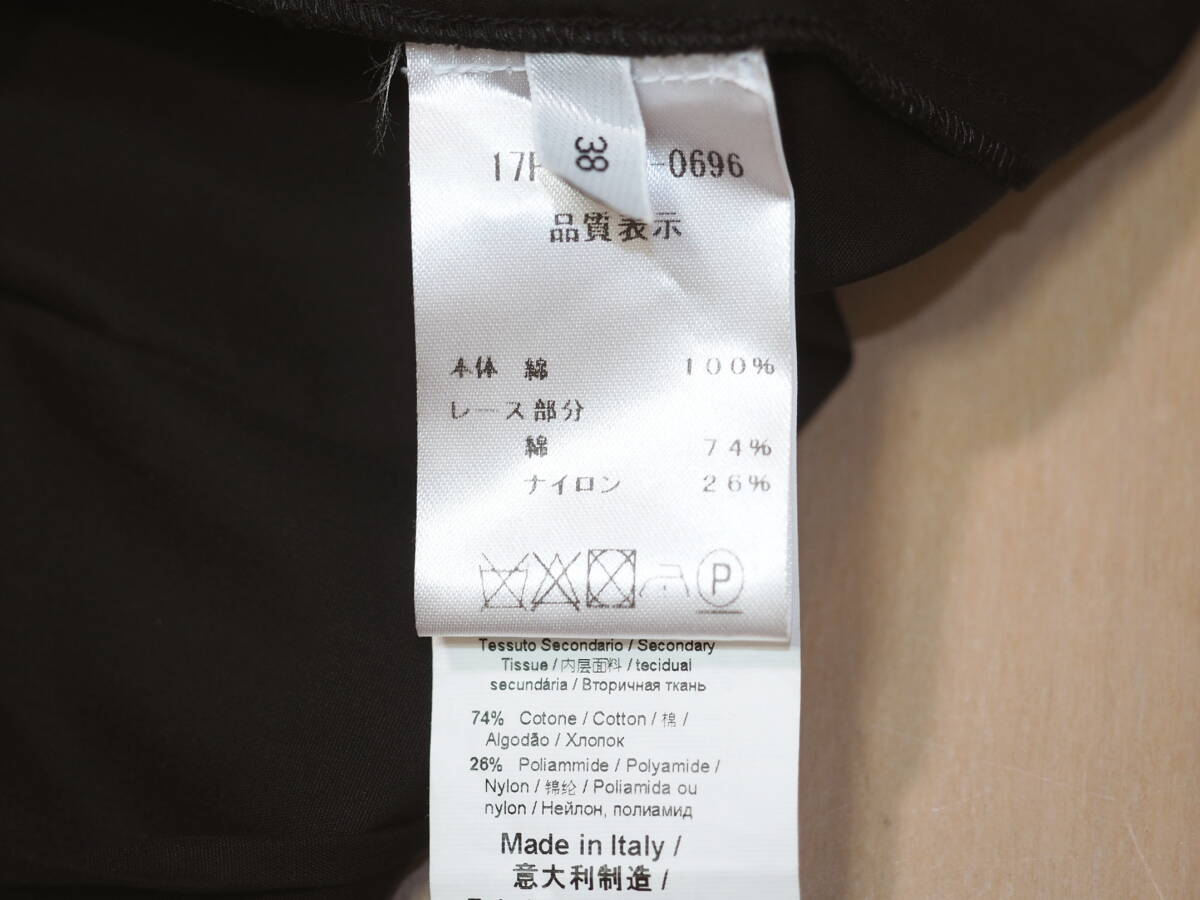 38
-0696
品質表示
本体 綿 100%
レース部分
綿 74%
ナイロン 26%
P
Tessuto Secondario / Secondary
Tissue / 内层面料 / tecidual
secundária / Вторичная ткань
74% Cotone / Cotton / 棉 /
Algodão / Хлопок
26% Poliammide / Polyamide /
Nylon / 锦纶 / Poliamida ou
nylon / Нейлон, полиамид
Made in Italy /
意大利制造 /